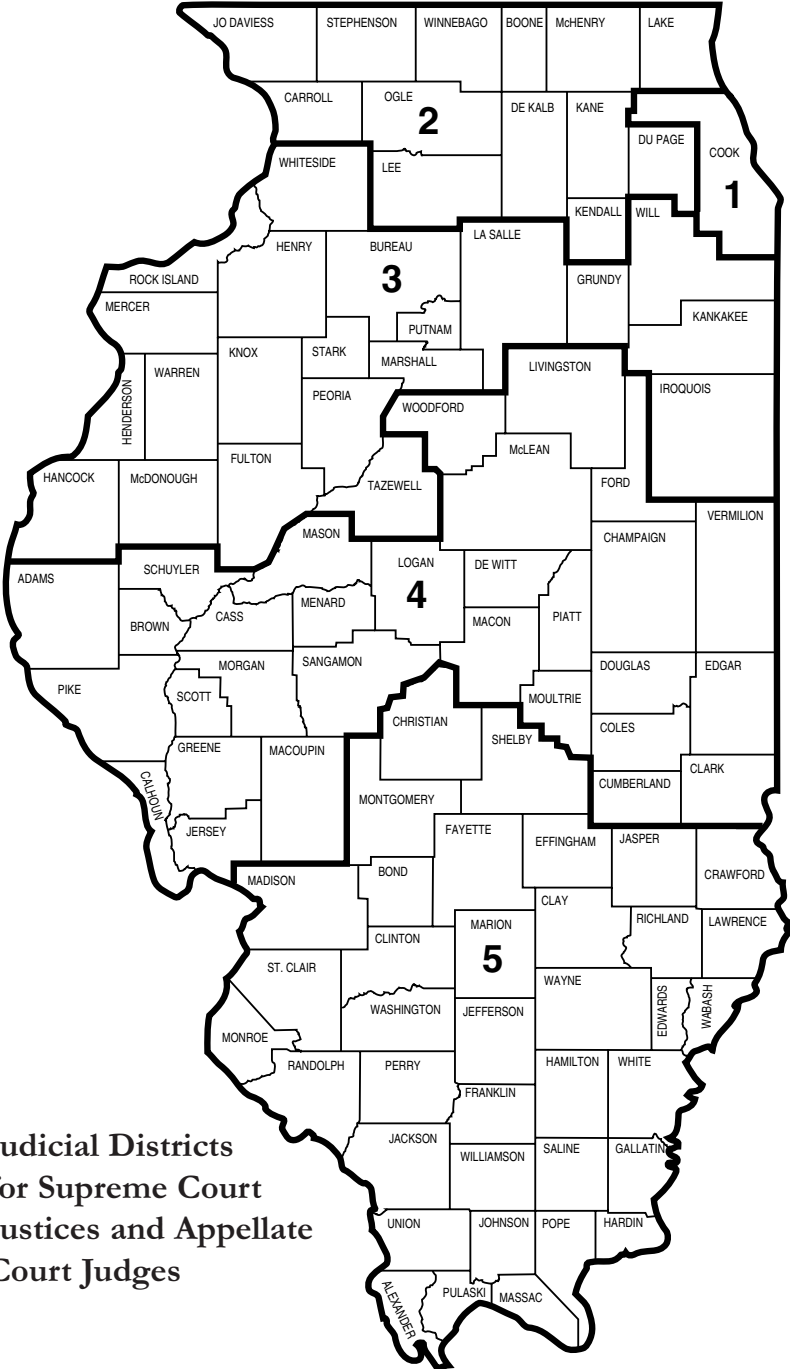 JO DAVIESS STEPHENSON WINNEBAGO BOONE McHENRY LAKE
CARROLL OGLE DE KALB KANE
2
DU PAGE COOK
WHITESIDE LEE
1
KENDALL WILL
LA SALLE
HENRY BUREAU
3
ROCK ISLAND GRUNDY
MERCER KANKAKEE
PUTNAM
KNOX STARK MARSHALL
WARREN LIVINGSTON
HENDERSON PEORIA IROQUOIS
WOODFORD
McLEAN
FULTON
HANCOCK McDONOUGH TAZEWELL FORD
MASON VERMILION
CHAMPAIGN
SCHUYLER LOGAN DE WITT
ADAMS
4
MENARD
BROWN CASS MACON PIATT
MORGAN SANGAMON DOUGLAS EDGAR
PIKE SCOTT MOULTRIE
CHRISTIAN COLES
SHELBY
GREENE MACOUPIN
CLARK
CALHOUN CUMBERLAND
MONTGOMERY
JERSEY FAYETTE EFFINGHAM JASPER
BOND CRAWFORD
MADISON
CLAY
RICHLAND LAWRENCE
MARION
CLINTON
5
ST. CLAIR WAYNE
WASHINGTON JEFFERSON EDWARDS WABASH
MONROE
RANDOLPH PERRY HAMILTON WHITE
FRANKLIN
JACKSON
WILLIAMSON SALINE GALLATIN
udicial Districts
or Supreme Court
ustices and Appellate
Court Judges
UNION JOHNSON POPE HARDIN
ALEXANDER PULASKI MASSAC